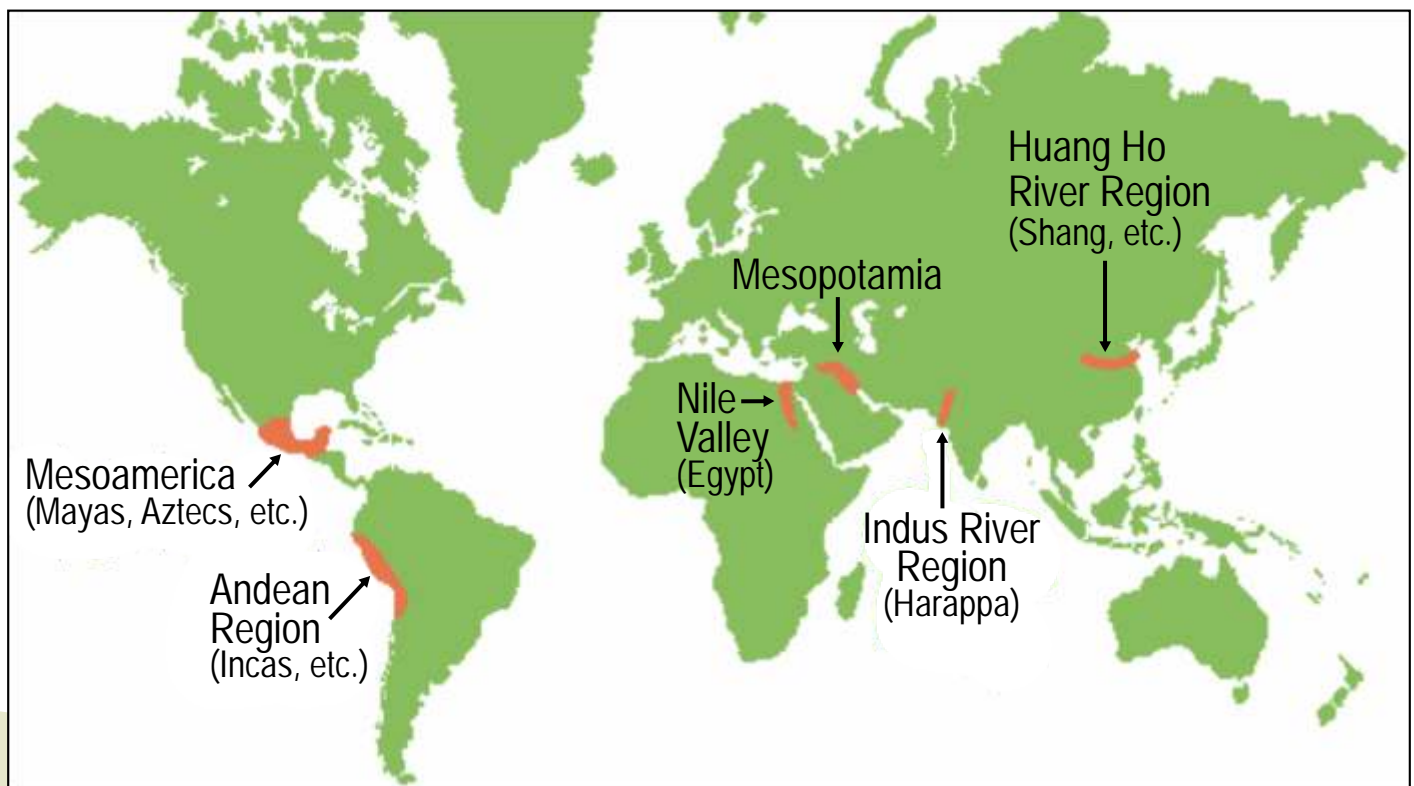 Huang Ho
River Region
(Shang, etc.)
Mesopotamia
Nile
Valley
(Egypt)
Mesoamerica
(Mayas, Aztecs, etc.)
Indus River
Region
(Harappa)
Andean
Region
(Incas, etc.)